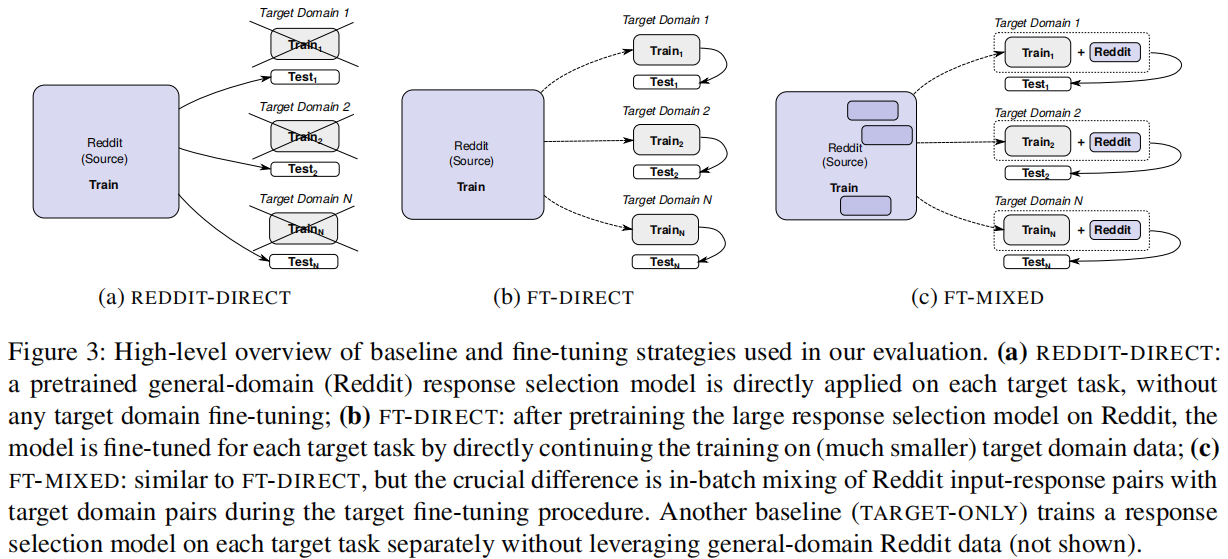 Target Domain 1
Train1
Test1
Target Domain 2
Train2
Test2
Target Domain N
TrainN
TestN
Reddit
(Source)
Train
(a) REDDIT-DIRECT
Target Domain 1
Train1
Test1
Target Domain 2
Train2
Test2
Target Domain N
TrainN
TestN
Reddit
(Source)
Train
(b) FT-DIRECT
Target Domain 1
Train1 + Reddit
Test1
Target Domain 2
Train2 + Reddit
Test2
Target Domain N
TrainN + Reddit
TestN
Reddit
(Source)
Train
(c) FT-MIXED
Figure 3: High-level overview of baseline and fine-tuning strategies used in our evaluation. (a) REDDIT-DIRECT:
a pretrained general-domain (Reddit) response selection model is directly applied on each target task, without
any target domain fine-tuning; (b) FT-DIRECT: after pretraining the large response selection model on Reddit, the
model is fine-tuned for each target task by directly continuing the training on (much smaller) target domain data; (c)
FT-MIXED: similar to FT-DIRECT, but the crucial difference is in-batch mixing of Reddit input-response pairs with
target domain pairs during the target fine-tuning procedure. Another baseline (TARGET-ONLY) trains a response
selection model on each target task separately without leveraging general-domain Reddit data (not shown).